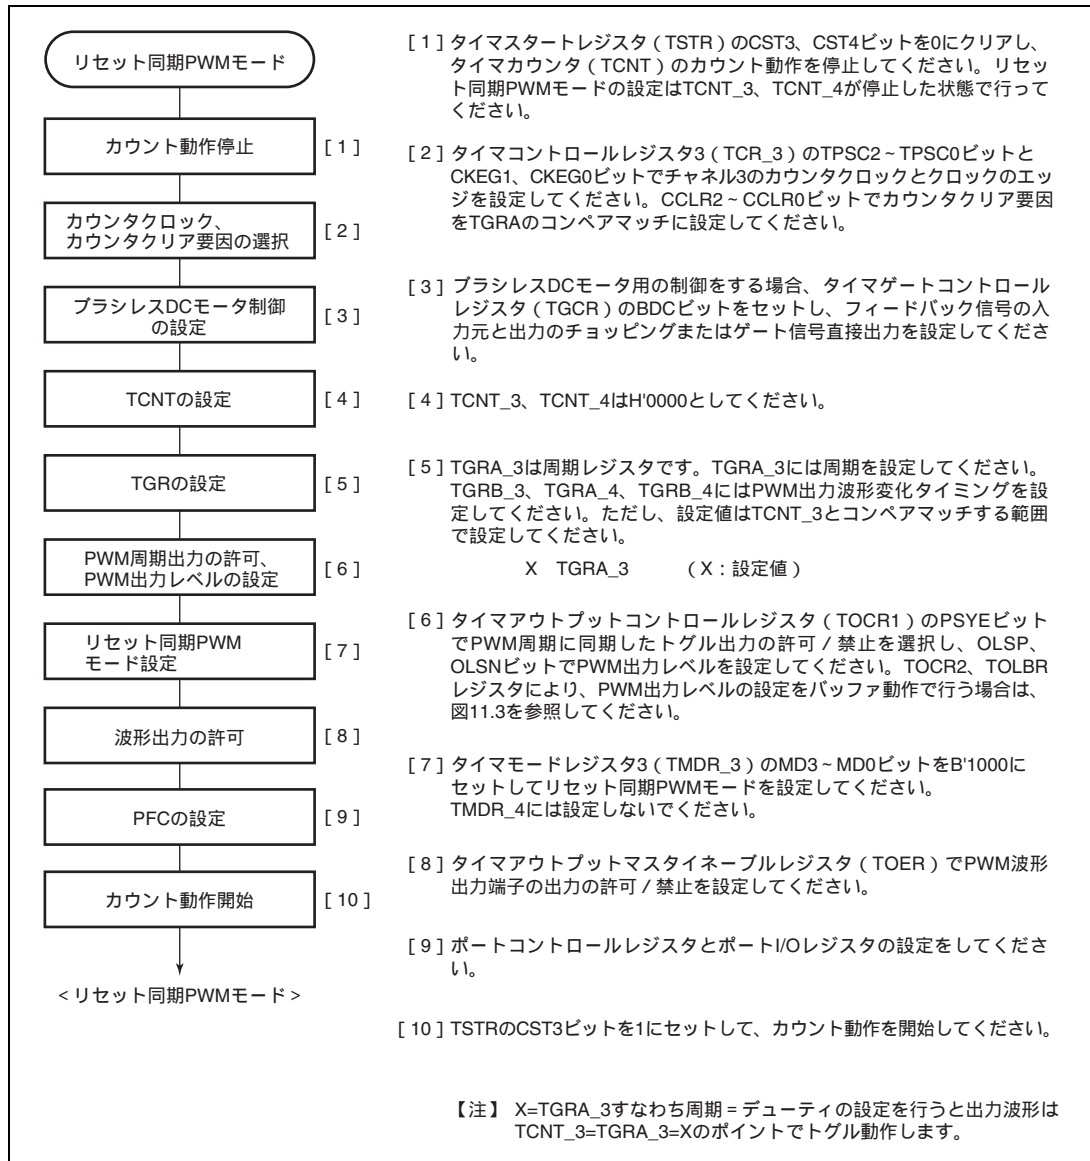 リセット同期PWMモード
カウント動作停止
[ 1 ]
カウンタクロック、
カウンタクリア要因の選択
[ 2 ]
ブラシレスDCモータ制御
の設定
[ 3 ]
TCNTの設定
[ 4 ]
TGRの設定
[ 5 ]
PWM周期出力の許可、
PWM出力レベルの設定
[ 6 ]
リセット同期PWM
モード設定
[ 7 ]
波形出力の許可
[ 8 ]
PFCの設定
[ 9 ]
カウント動作開始
[ 10 ]
<リセット同期PWMモード>
[ 1 ] タイマスタートレジスタ(TSTR)のCST3、CST4ビットを0にクリアし、
タイマカウンタ(TCNT)のカウント動作を停止してください。リセッ
ト同期PWMモードの設定はTCNT_3、TCNT_4が停止した状態で行って
ください。
[ 2 ] タイマコントロールレジスタ3(TCR_3)のTPSC2~TPSC0ビットと
CKEG1、CKEG0ビットでチャネル3のカウンタクロックとクロックのエッ
ジを設定してください。CCLR2~CCLR0ビットでカウンタクリア要因
をTGRAのコンペアマッチに設定してください。
[ 3 ] ブラシレスDCモータ用の制御をする場合、タイマゲートコントロール
レジスタ(TGCR)のBDCビットをセットし、フィードバック信号の入
力元と出力のチョッピングまたはゲート信号直接出力を設定してくださ
い。
[ 4 ] TCNT_3、TCNT_4はH'0000としてください。
[ 5 ] TGRA_3は周期レジスタです。TGRA_3には周期を設定してください。
TGRB_3、TGRA_4、TGRB_4にはPWM出力波形変化タイミングを設
定してください。ただし、設定値はTCNT_3とコンペアマッチする範囲
で設定してください。
X TGRA_3 (X:設定値)
[ 6 ] タイマアウトプットコントロールレジスタ(TOCR1)のPSYEビット
でPWM周期に同期したトグル出力の許可/禁止を選択し、OLSP、
OLSNビットでPWM出力レベルを設定してください。TOCR2、TOLBR
レジスタにより、PWM出力レベルの設定をバッファ動作で行う場合は、
図11.3を参照してください。
[ 7 ] タイマモードレジスタ3(TMDR_3)のMD3~MD0ビットをB'1000に
セットしてリセット同期PWMモードを設定してください。
TMDR_4には設定しないでください。
[ 8 ] タイマアウトプットマスタイネーブルレジスタ(TOER)でPWM波形
出力端子の出力の許可/禁止を設定してください。
[ 9 ] ポートコントロールレジスタとポートI/Oレジスタの設定をしてくださ
い。
[ 10 ] TSTRのCST3ビットを1にセットして、カウント動作を開始してください。
【注】 X=TGRA_3すなわち周期=デューティの設定を行うと出力波形は
TCNT_3=TGRA_3=Xのポイントでトグル動作します。